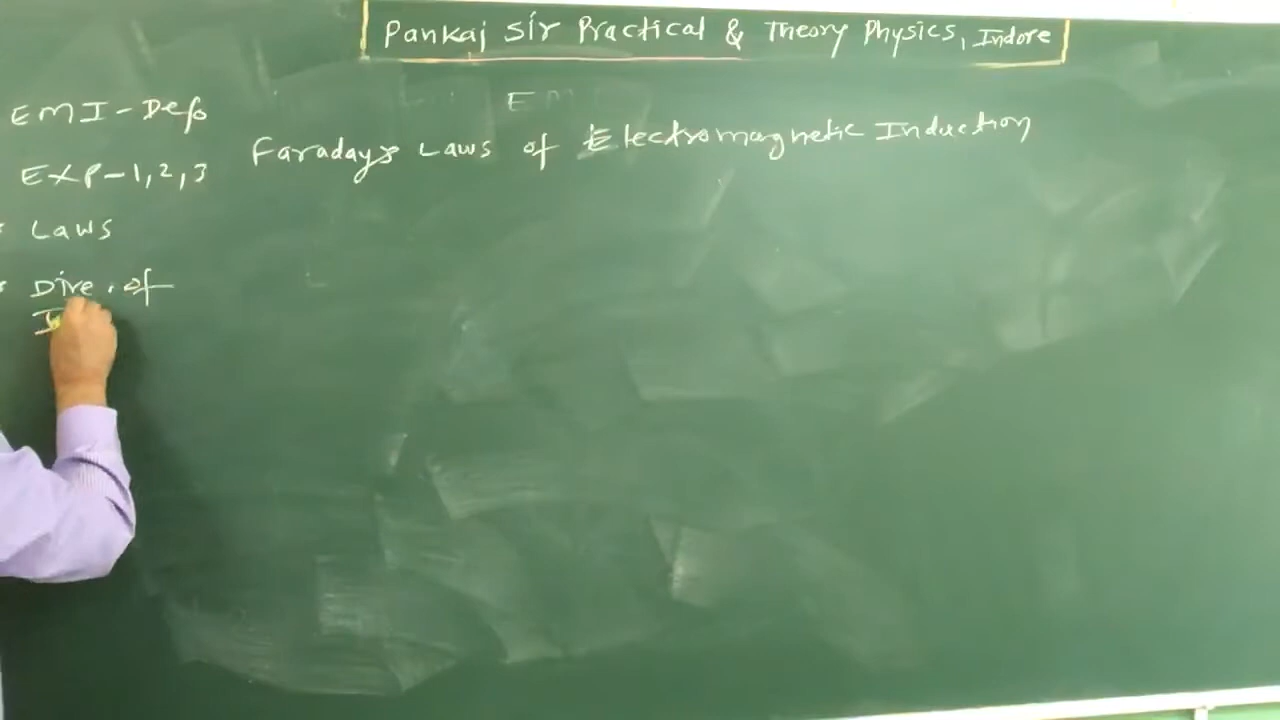 Pankaj Sir Practical & Theory Physics, Indore
EMI - Defn
EXP-1,2,3
Laws
Dire. of
Faradays Laws of Electromagnetic Induction